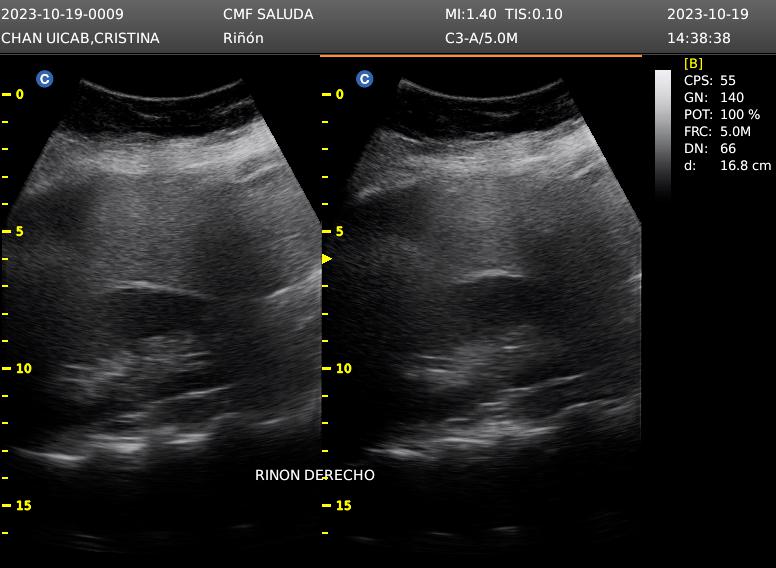 2023-10-19-0009 CMF SALUDA MI:1.40 TIS:0.10 2023-10-19
CHAN UICAB,CRISTINA Riñón C3-A/5.0M 14:38:38
C C
[B]
CPS: 55
GN: 140
POT: 100 %
FRC: 5.0M
DN: 66
d: 16.8 cm
0 0
5 5
10 10
RINON DERECHO
15 15